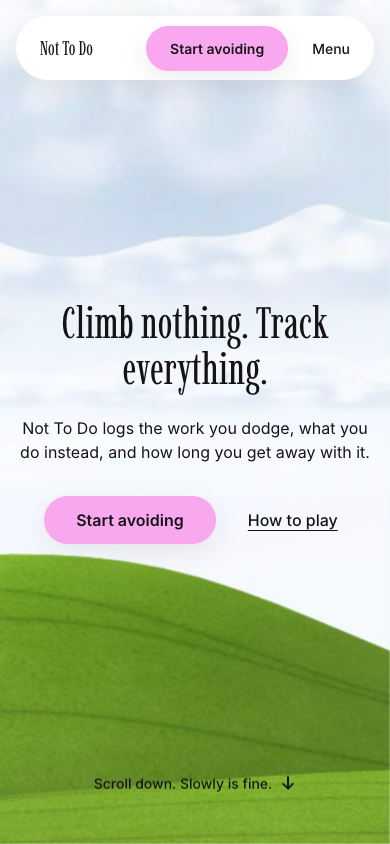 Not To Do
Start avoiding
Menu
Climb nothing. Track
everything.
Not To Do logs the work you dodge, what you
do instead, and how long you get away with it.
Start avoiding
How to play
Scroll down. Slowly is fine.